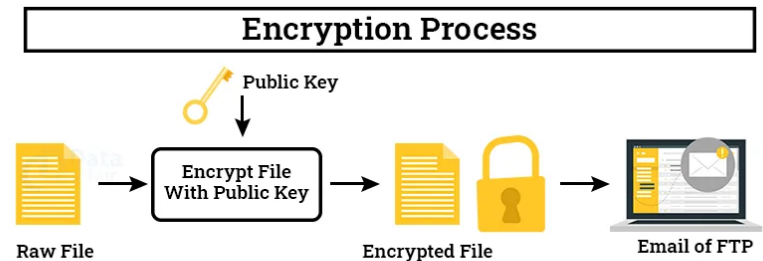 Encryption Process
Public Key
Encrypt File
With Public Key
Raw File
Encrypted File
Email of FTP